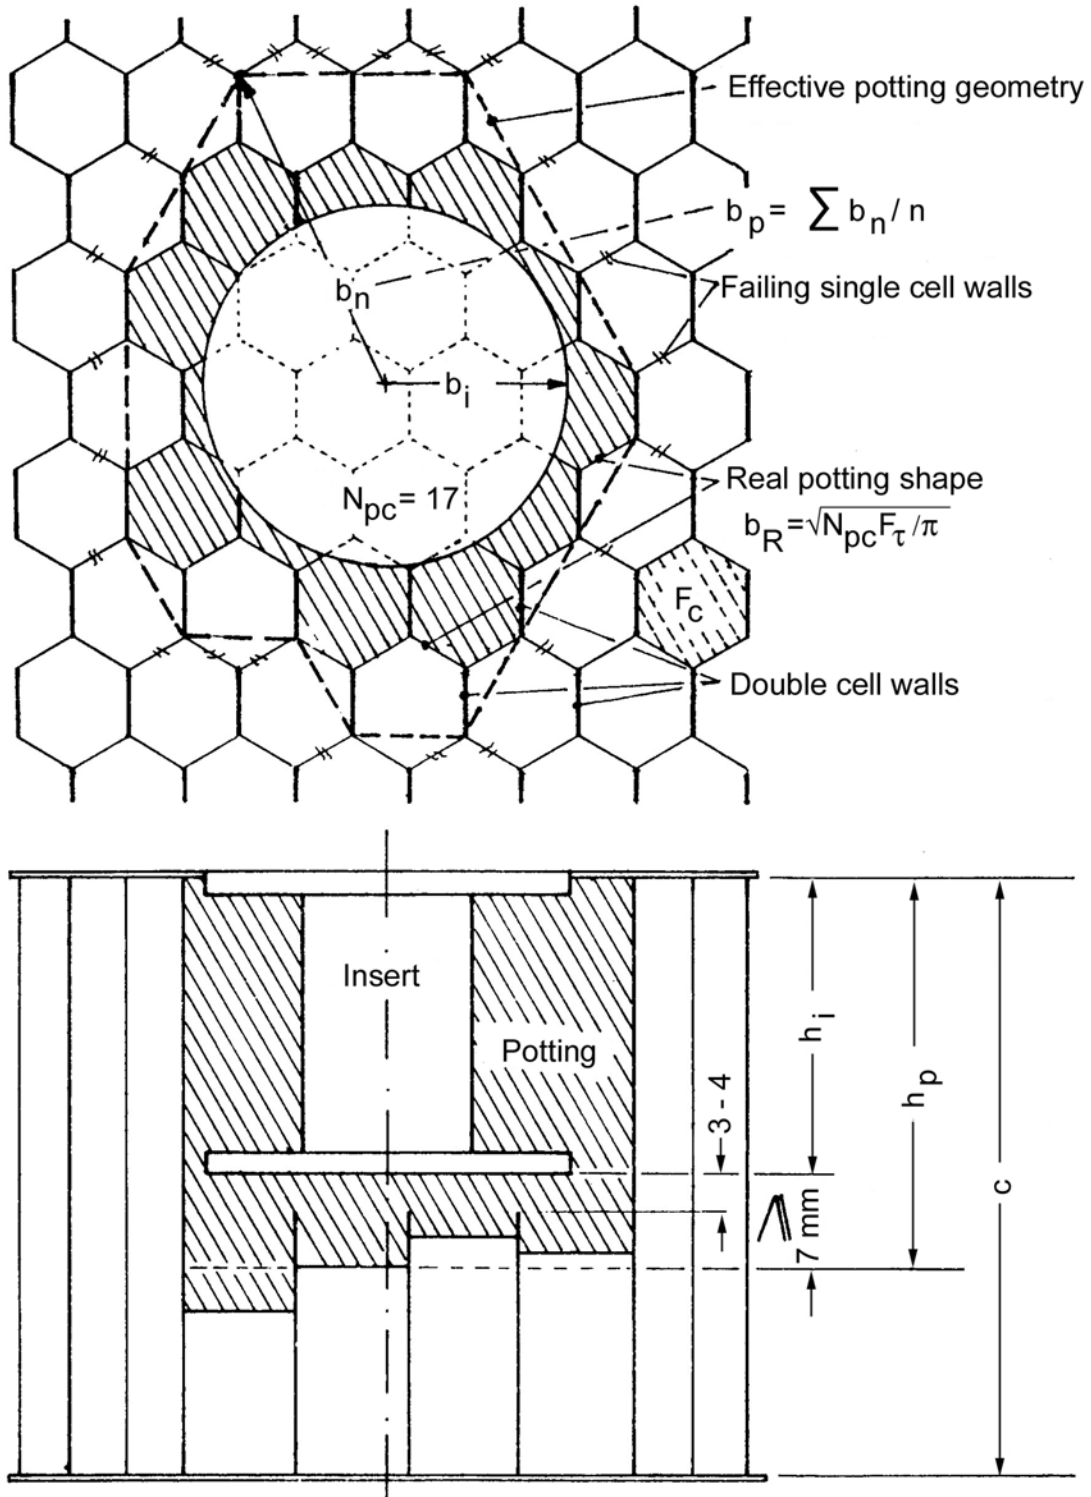 Effective potting geometry
b_p = ∑ b_n / n
b_n
Failing single cell walls
b_i
Real potting shape
N_pc = 17
b_R = √N_pc F_τ / π
F_c
Double cell walls
Insert
Potting
h_i
h_p
3 - 4
c
≥ 7 mm